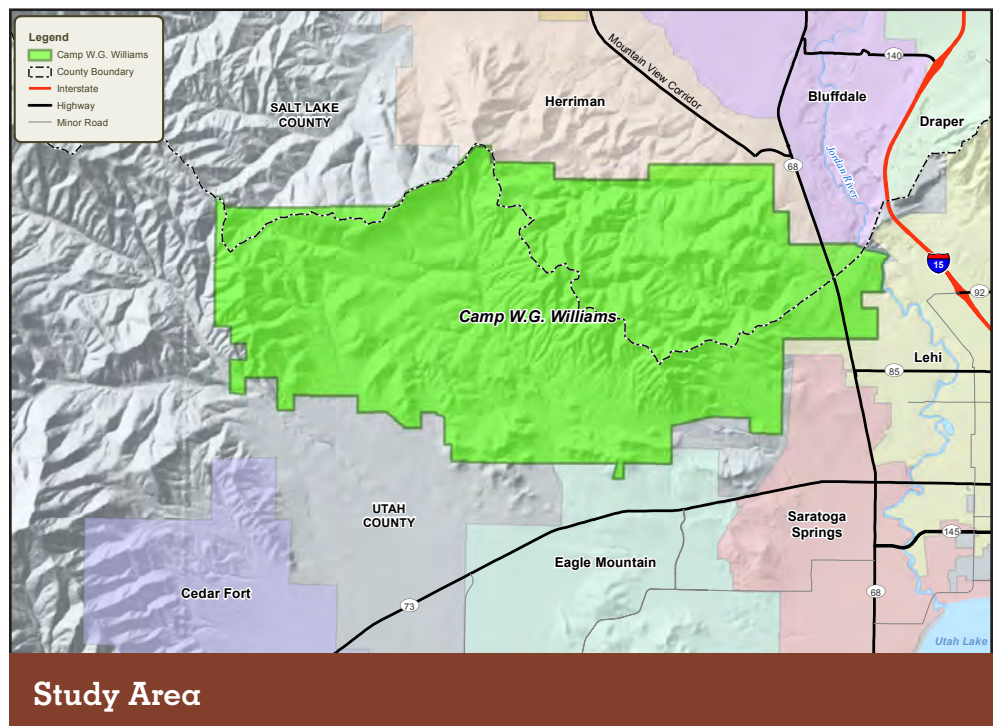 Legend
Camp W.G. Williams
County Boundary
Interstate
Highway
Minor Road
SALT LAKE
COUNTY
Herriman
Mountain View Corridor
140
Bluffdale
Draper
Jordan River
68
15
92
Camp W.G. Williams
Lehi
85
UTAH
COUNTY
Saratoga
Springs
145
Eagle Mountain
Cedar Fort
73
68
Utah Lake
Study Area